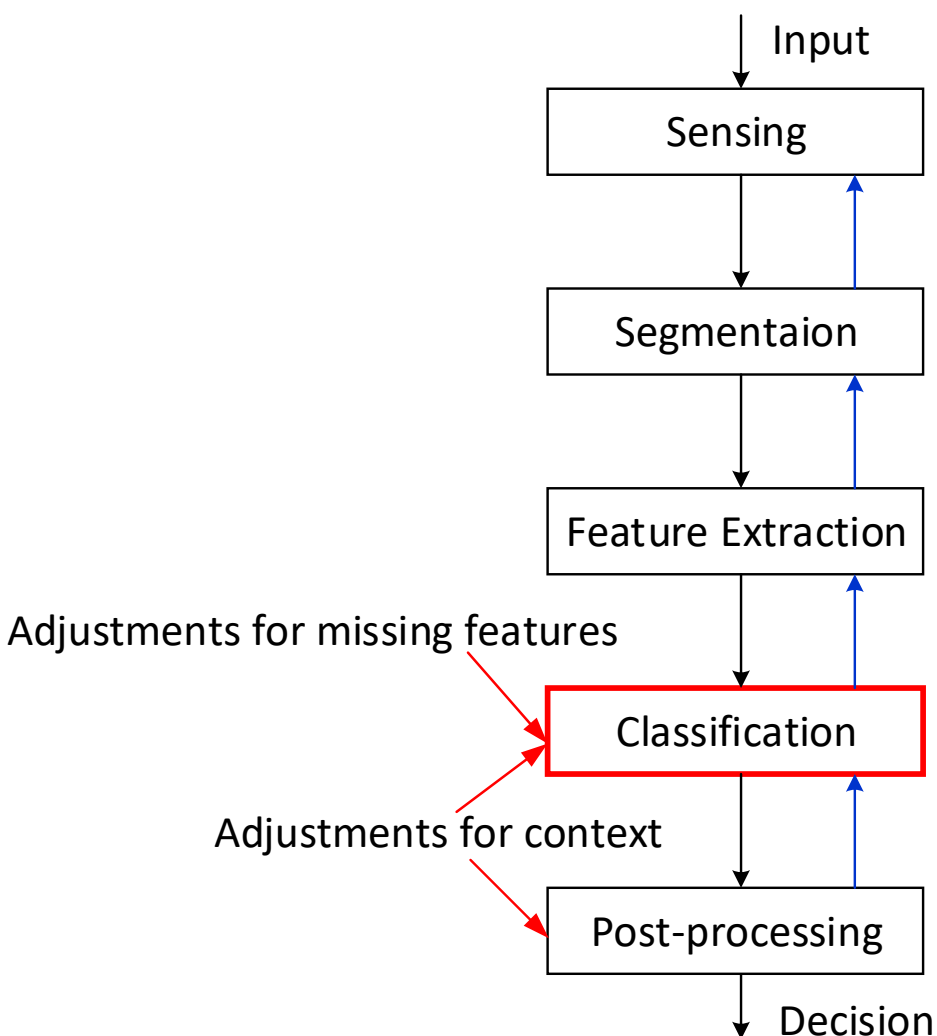 Input
Sensing
Segmentaion
Feature Extraction
Adjustments for missing features
Classification
Adjustments for context
Post-processing
Decision